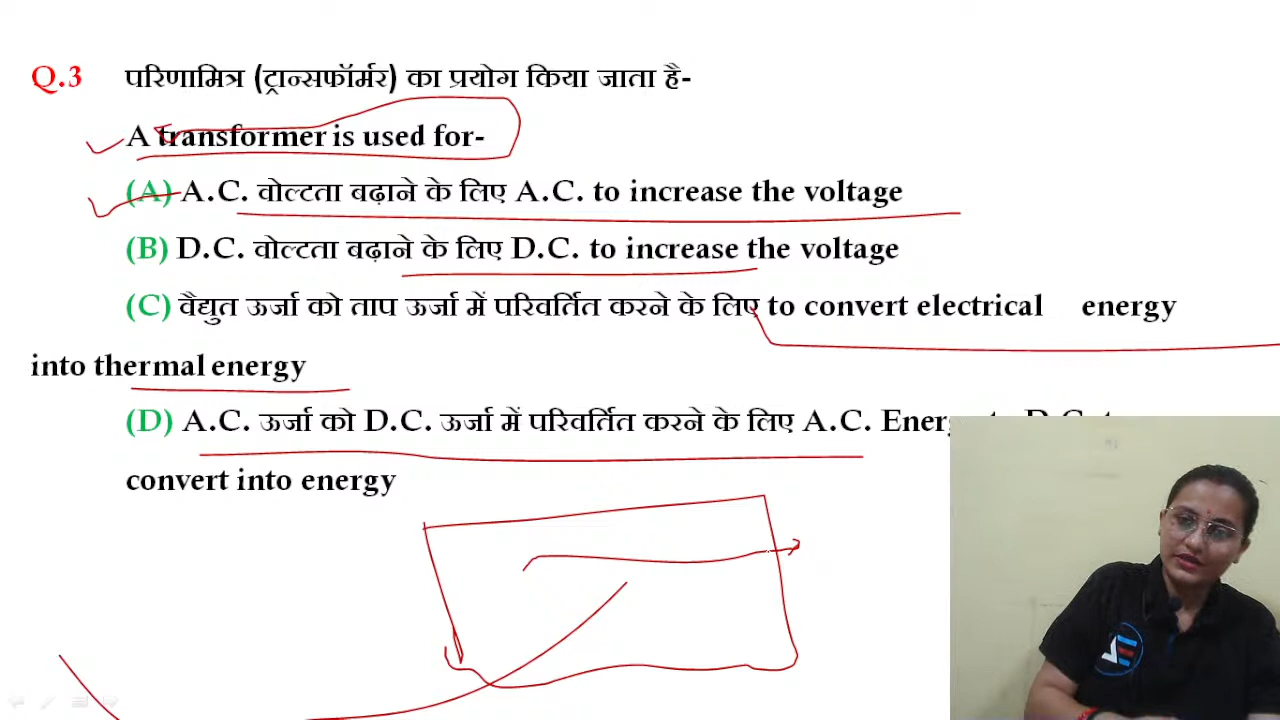 Q.3 परिणामित्र (ट्रान्सफॉर्मर) का प्रयोग किया जाता है-
A transformer is used for-
(A) A.C. वोल्टता बढ़ाने के लिए A.C. to increase the voltage
(B) D.C. वोल्टता बढ़ाने के लिए D.C. to increase the voltage
(C) वैद्युत ऊर्जा को ताप ऊर्जा में परिवर्तित करने के लिए to convert electrical energy
into thermal energy
(D) A.C. ऊर्जा को D.C. ऊर्जा में परिवर्तित करने के लिए A.C.
convert into energy